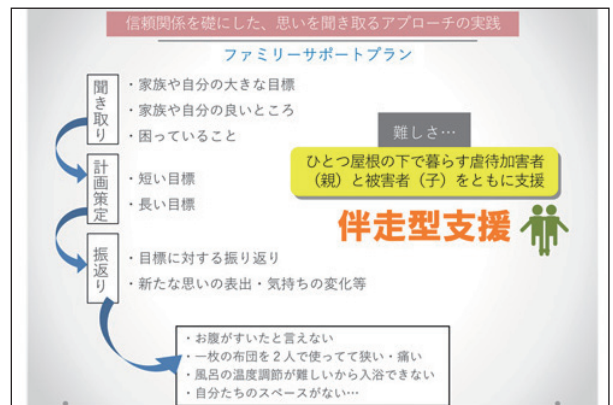 信頼関係を礎にした、思いを聞き取るアプローチの実践
ファミリーサポートプラン
聞き取り
・家族や自分の大きな目標
・家族や自分の良いところ
・困っていること
計画策定
・短い目標
・長い目標
振返り
・目標に対する振り返り
・新たな思いの表出・気持ちの変化等
難しさ…
ひとつ屋根の下で暮らす虐待加害者
（親）と被害者（子）をともに支援
伴走型支援
・お腹がすいたと言えない
・一枚の布団を２人で使ってて狭い・痛い
・風呂の温度調節が難しいから入浴できない
・自分たちのスペースがない…